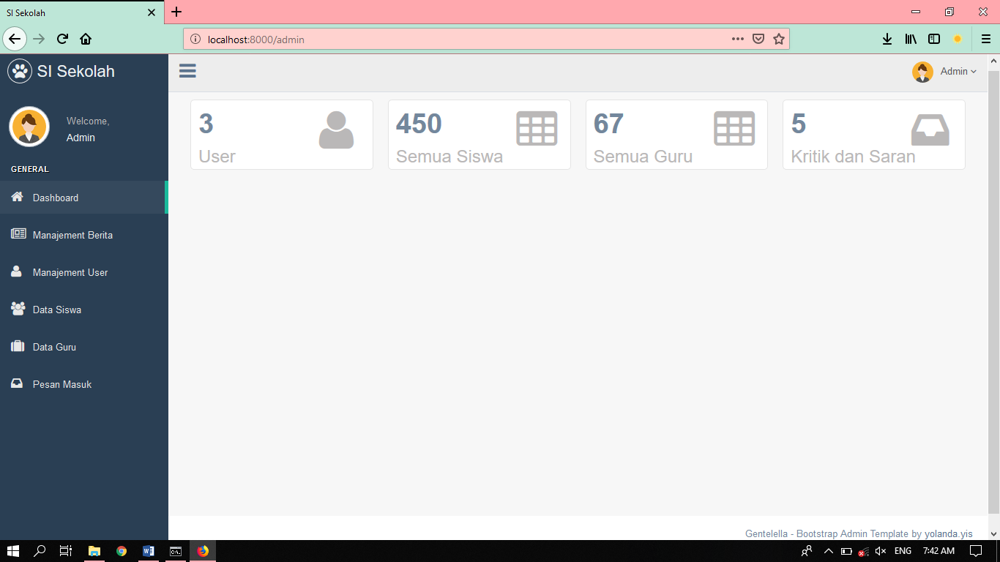 SI Sekolah
localhost:8000/admin
SI Sekolah
Admin
Welcome,
Admin
GENERAL
Dashboard
Manajement Berita
Manajement User
Data Siswa
Data Guru
Pesan Masuk
3
User
450
Semua Siswa
67
Semua Guru
5
Kritik dan Saran
Gentelella - Bootstrap Admin Template by yolanda.yis
ENG
7:42 AM